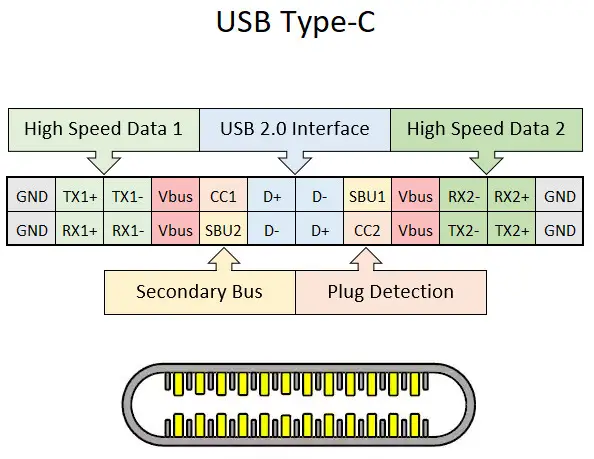 USB Type-C
High Speed Data 1 USB 2.0 Interface High Speed Data 2
GND TX1+ TX1- Vbus CC1 D+ D- SBU1 Vbus RX2- RX2+ GND
GND RX1+ RX1- Vbus SBU2 D- D+ CC2 Vbus TX2- TX2+ GND
Secondary Bus Plug Detection